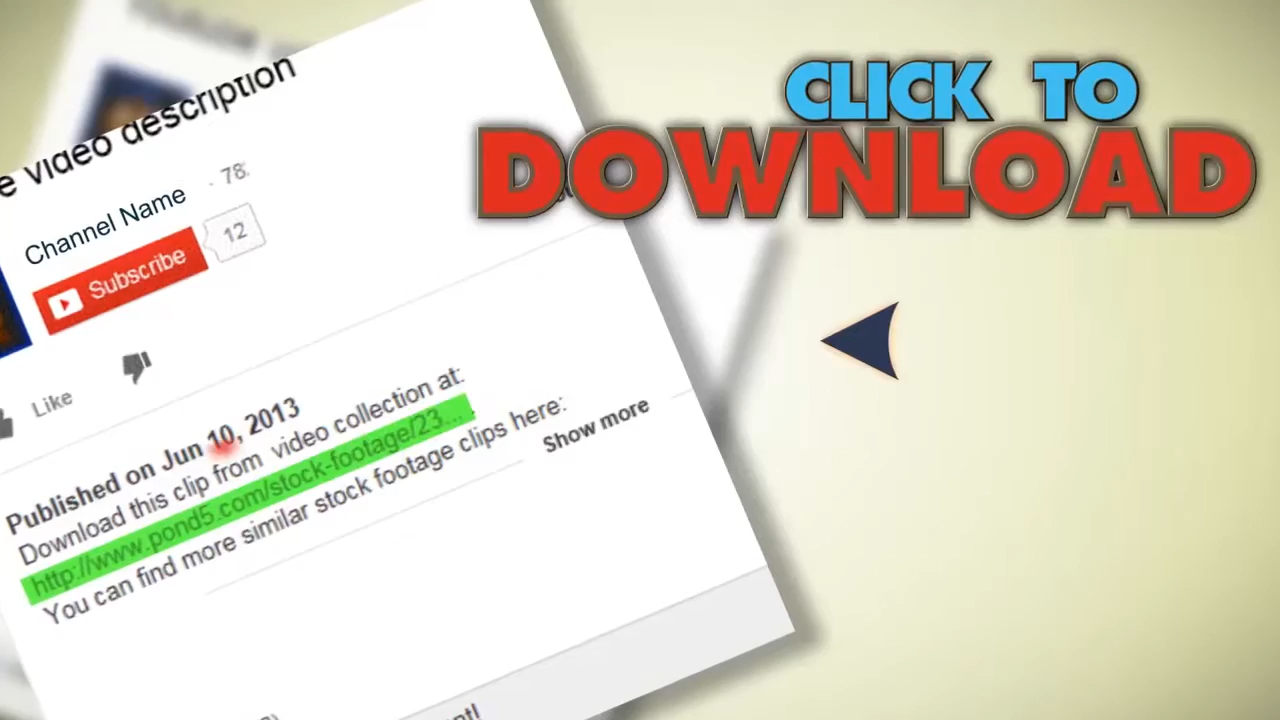 CLICK TO
DOWNLOAD
e video description
Channel Name
78
Subscribe
12
Like
Published on Jun 10, 2013
Download this clip from video collection at:
http://www.pond5.com/stock-footage/23...
You can find more similar stock footage clips here:
Show more